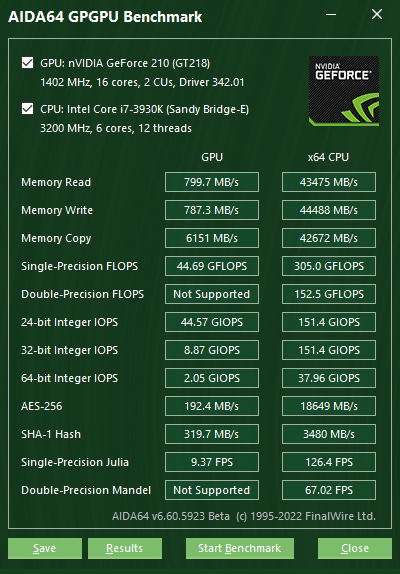 AIDA64 GPGPU Benchmark
GPU: nVIDIA GeForce 210 (GT218)
1402 MHz, 16 cores, 2 CUs, Driver 342.01
CPU: Intel Core i7-3930K (Sandy Bridge-E)
3200 MHz, 6 cores, 12 threads
NVIDIA
GEFORCE
GPU x64 CPU
Memory Read 799.7 MB/s 43475 MB/s
Memory Write 787.3 MB/s 44488 MB/s
Memory Copy 6151 MB/s 42672 MB/s
Single-Precision FLOPS 44.69 GFLOPS 305.0 GFLOPS
Double-Precision FLOPS Not Supported 152.5 GFLOPS
24-bit Integer IOPS 44.57 GIOPS 151.4 GIOPS
32-bit Integer IOPS 8.87 GIOPS 151.4 GIOPS
64-bit Integer IOPS 2.05 GIOPS 37.96 GIOPS
AES-256 192.4 MB/s 18649 MB/s
SHA-1 Hash 319.7 MB/s 3480 MB/s
Single-Precision Julia 9.37 FPS 126.4 FPS
Double-Precision Mandel Not Supported 67.02 FPS
AIDA64 v6.60.5923 Beta (c) 1995-2022 FinalWire Ltd.
Save Results Start Benchmark Close